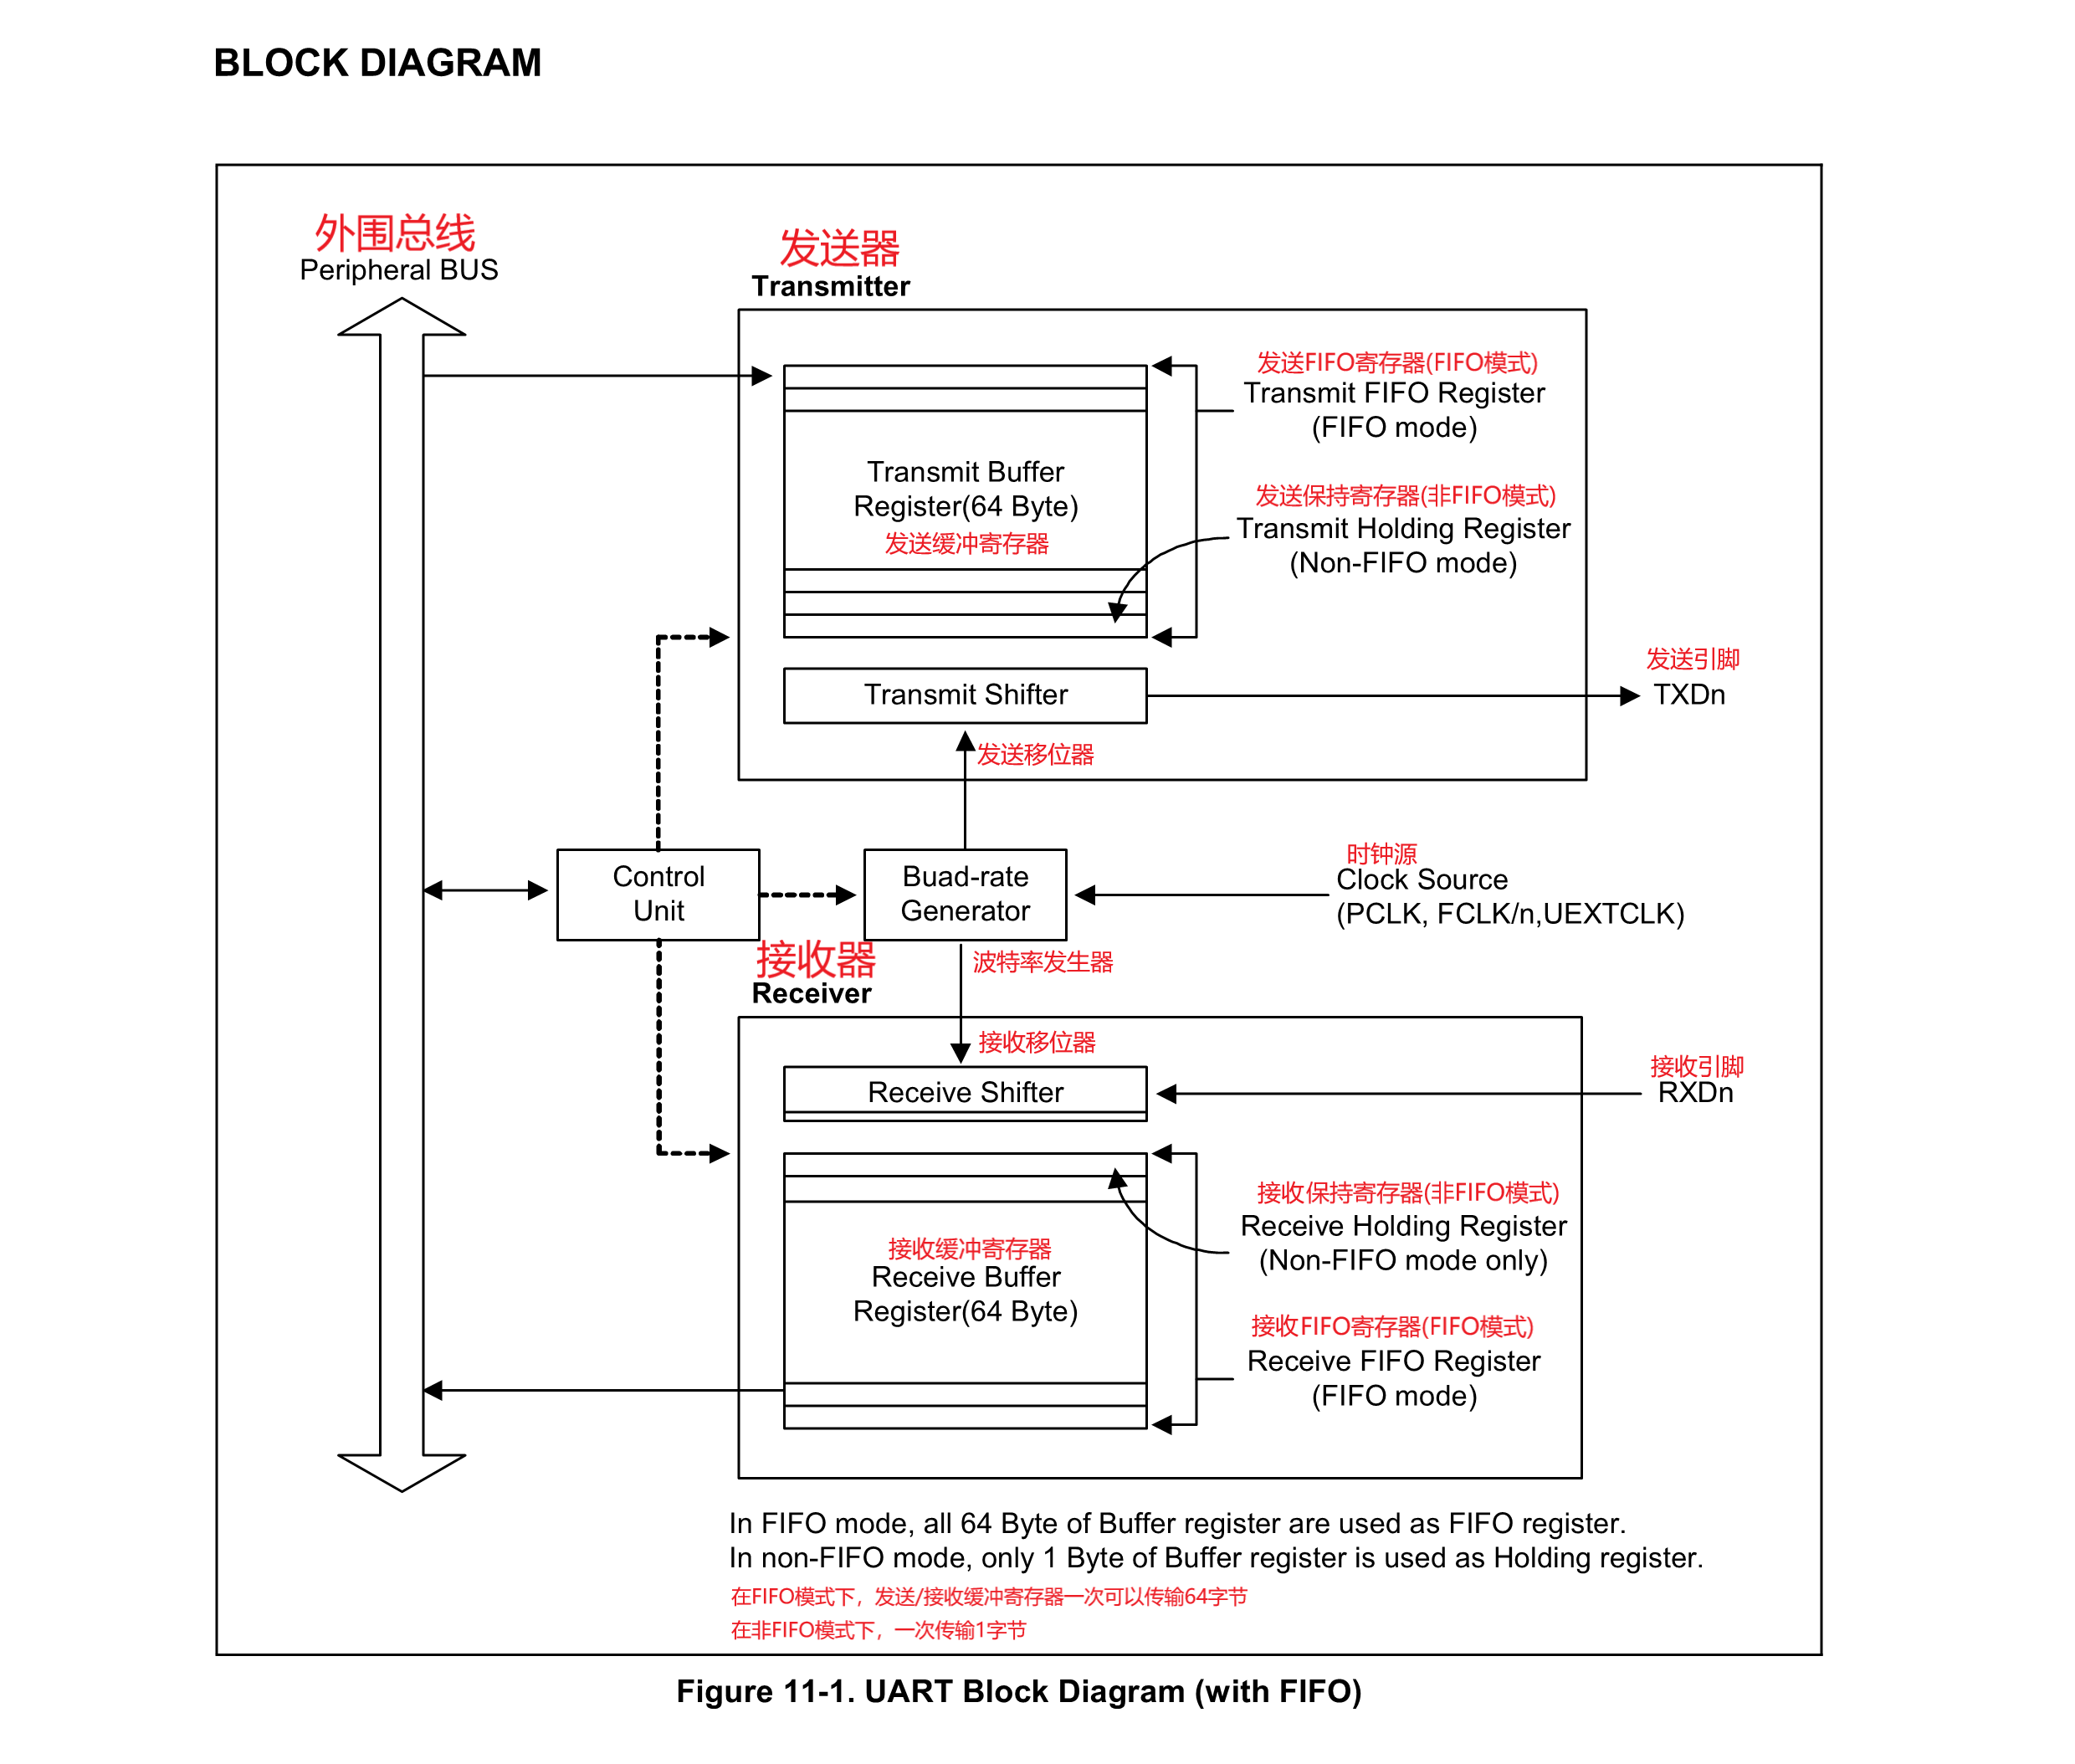 BLOCK DIAGRAM
外围总线
Peripheral BUS
发送器
Transmitter
发送FIFO寄存器(FIFO模式)
Transmit FIFO Register
(FIFO mode)
Transmit Buffer
Register(64 Byte)
发送缓冲寄存器
发送保持寄存器(非FIFO模式)
Transmit Holding Register
(Non-FIFO mode)
发送引脚
TXDn
Transmit Shifter
发送移位器
Control
Unit
Buad-rate
Generator
时钟源
Clock Source
(PCLK, FCLK/n,UEXTCLK)
波特率发生器
接收器
Receiver
接收移位器
Receive Shifter
接收引脚
RXDn
接收保持寄存器(非FIFO模式)
Receive Holding Register
(Non-FIFO mode only)
接收缓冲寄存器
Receive Buffer
Register(64 Byte)
接收FIFO寄存器(FIFO模式)
Receive FIFO Register
(FIFO mode)
In FIFO mode, all 64 Byte of Buffer register are used as FIFO register.
In non-FIFO mode, only 1 Byte of Buffer register is used as Holding register.
在FIFO模式下，发送/接收缓冲寄存器一次可以传输64字节
在非FIFO模式下，一次传输1字节
Figure 11-1. UART Block Diagram (with FIFO)